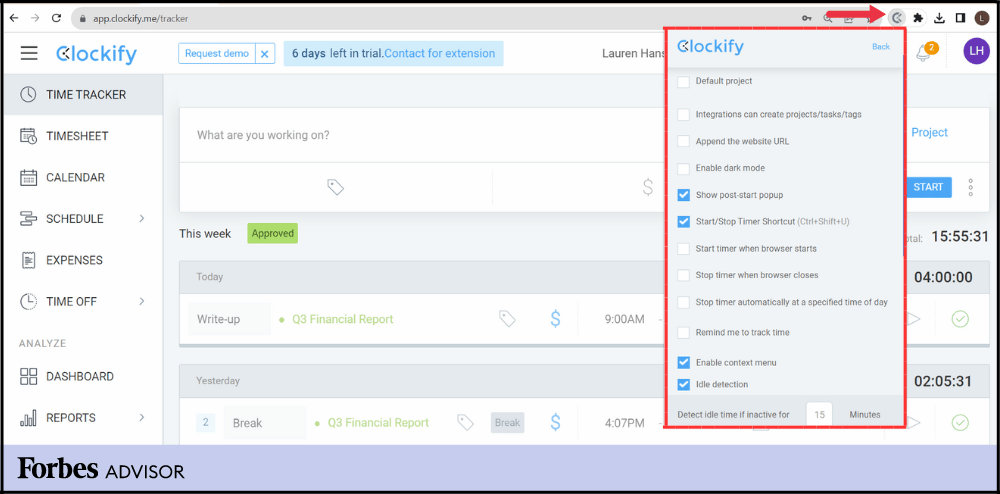 app.clockify.me/tracker
L
Clockify
Request demo
6 days left in trial.Contact for extension
Lauren Hans
2
LH
TIME TRACKER
TIMESHEET
CALENDAR
SCHEDULE
EXPENSES
TIME OFF
ANALYZE
DASHBOARD
REPORTS
What are you working on?
Project
$
START
This week
Approved
15:55:31
Today
04:00:00
Write-up
• Q3 Financial Report
$
9:00AM
-
Yesterday
02:05:31
2
Break
• Q3 Financial Report
Break
$
4:07PM
Clockify
Back
Default project
Integrations can create projects/tasks/tags
Append the website URL
Enable dark mode
Show post-start popup
Start/Stop Timer Shortcut (Ctrl+Shift+U)
Start timer when browser starts
Stop timer when browser closes
Stop timer automatically at a specified time of day
Remind me to track time
Enable context menu
Idle detection
Detect idle time if inactive for 15 Minutes
Forbes ADVISOR